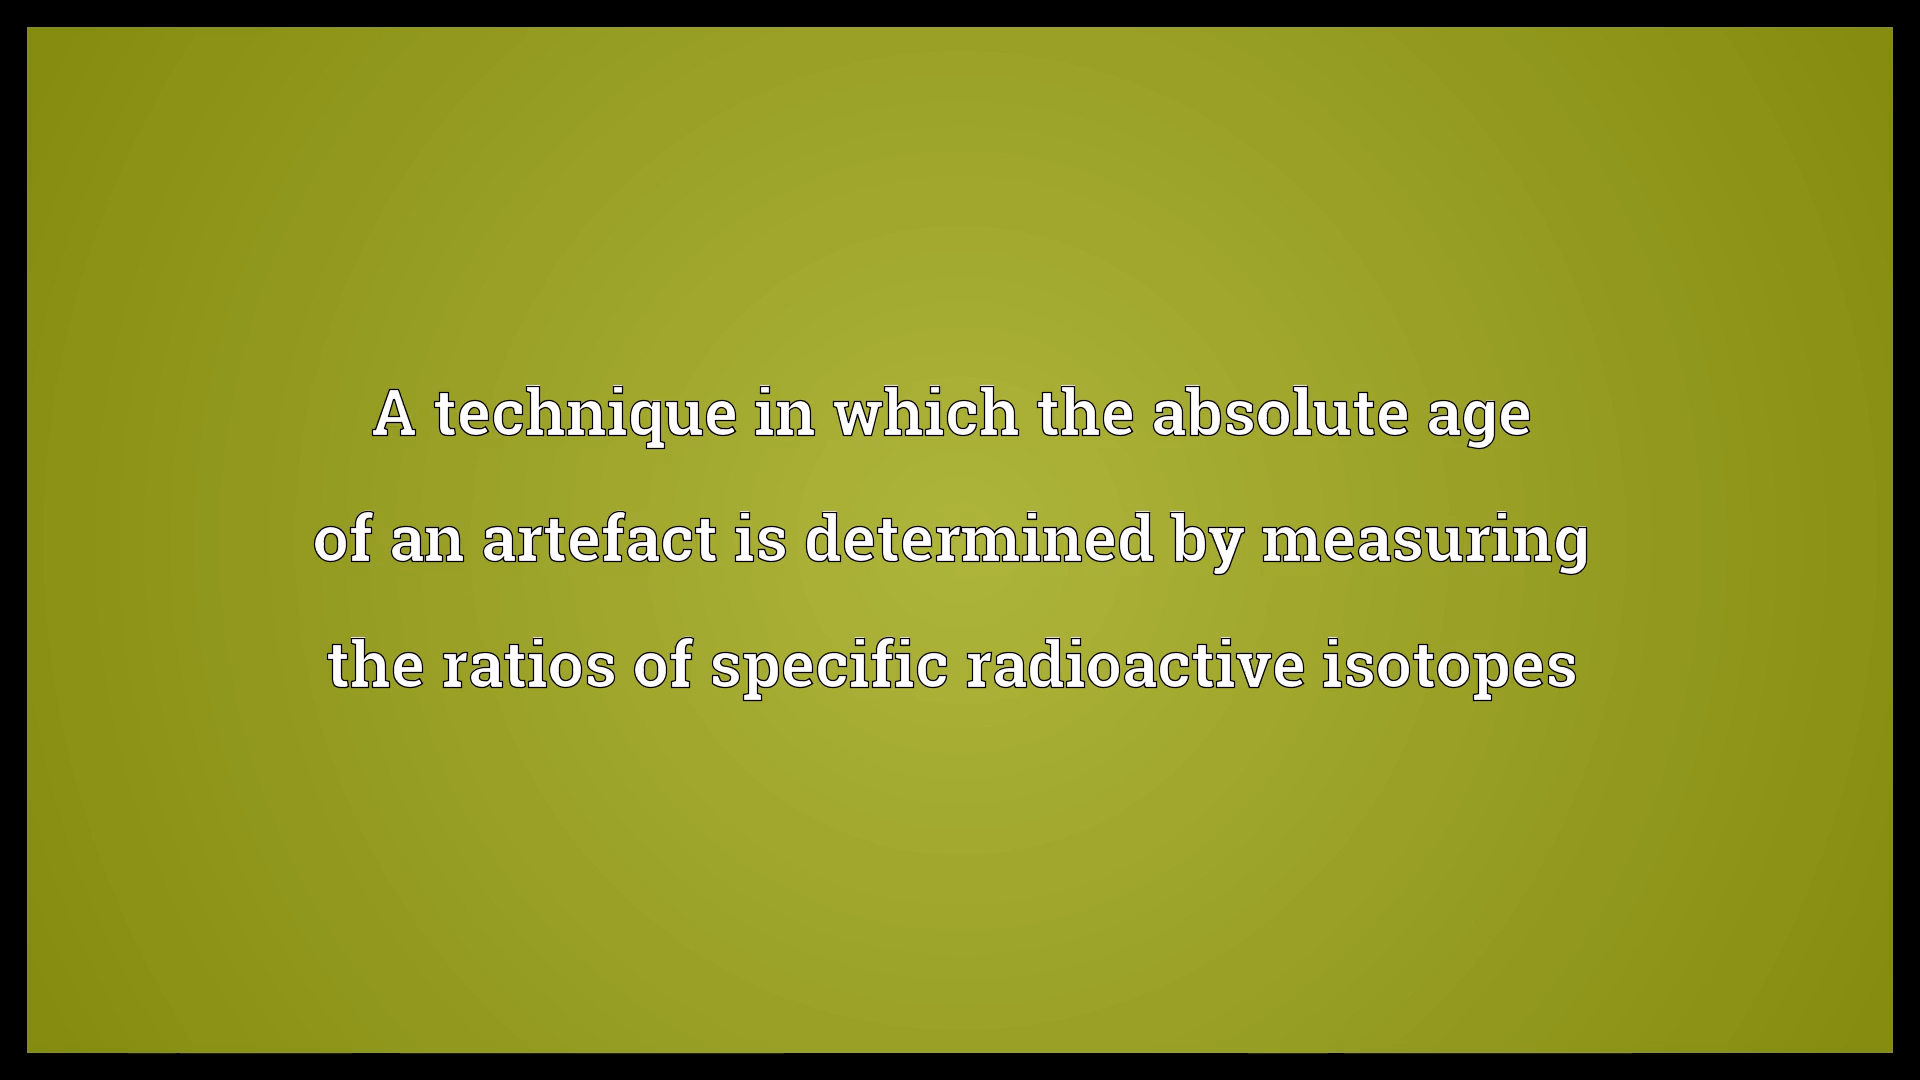 A technique in which the absolute age
of an artefact is determined by measuring
the ratios of specific radioactive isotopes